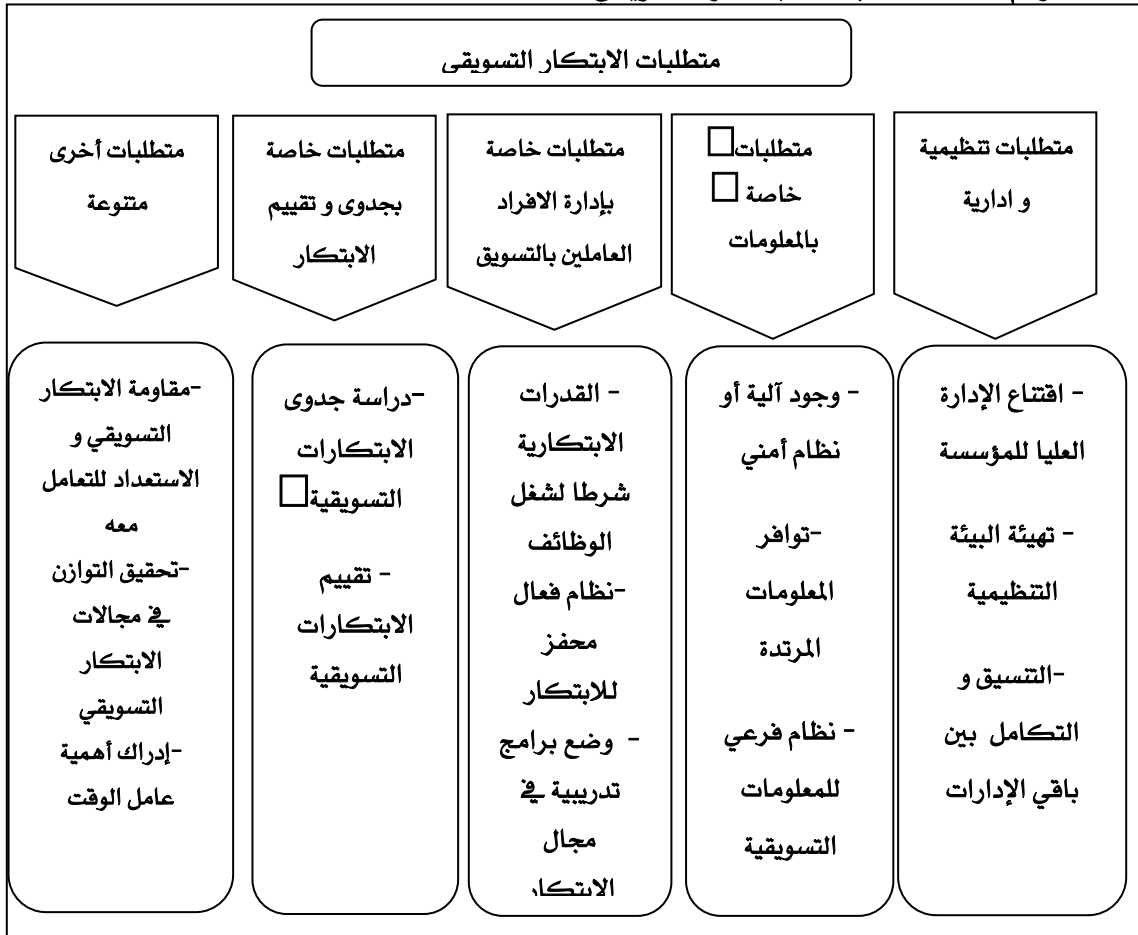 متطلبات الابتكار التسويقي
متطلبات تنظيمية
و ادارية
متطلبات
خاصة
بالمعلومات
متطلبات خاصة
بإدارة الافراد
العاملين بالتسويق
متطلبات خاصة
بجدوى و تقييم
الابتكار
متطلبات أخرى
متنوعة
- اقتناع الإدارة
العليا للمؤسسة
- تهيئة البيئة
التنظيمية
-التنسيق و
التكامل بين
باقي الإدارات
- وجود آلية أو
نظام أمني
-توافر
المعلومات
المرتدة
- نظام فرعي
للمعلومات
التسويقية
- القدرات
الابتكارية
شرطا لشغل
الوظائف
-نظام فعال
محفز
للابتكار
- وضع برامج
تدريبية في
مجال
الابتكار
-دراسة جدوى
الابتكارات
التسويقية
- تقييم
الابتكارات
التسويقية
-مقاومة الابتكار
التسويقي و
الاستعداد للتعامل
معه
-تحقيق التوازن
في مجالات
الابتكار
التسويقي
-إدراك أهمية
عامل الوقت